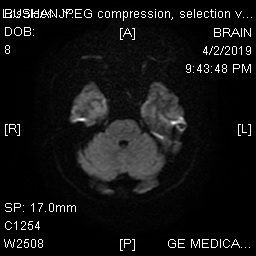 JPEG compression, selection v...
DOB:
8
[A]
BRAIN
4/2/2019
9:43:48 PM
[R]
[L]
SP: 17.0mm
C1254
W2508
[P]
GE MEDICA...